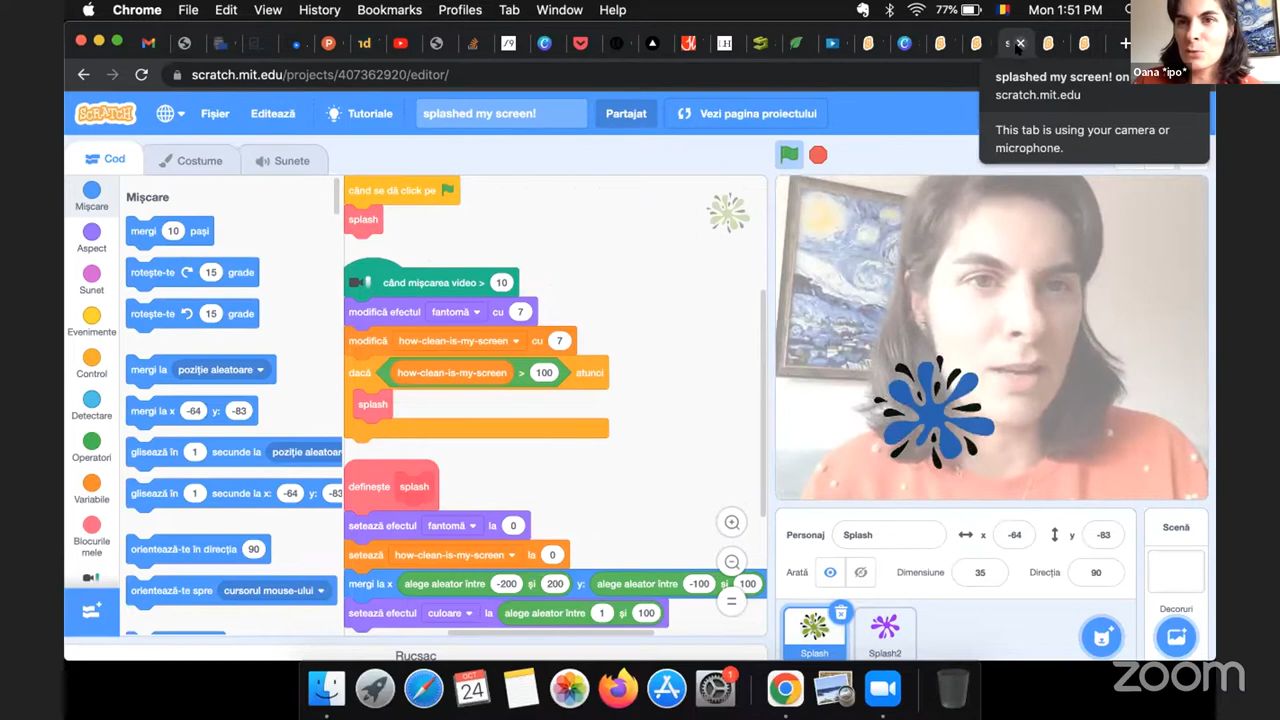 Chrome File Edit View History Bookmarks Profiles Tab Window Help 77% Mon 1:51 PM
Oana *ipo*
scratch.mit.edu/projects/407362920/editor/
splashed my screen! on
scratch.mit.edu
This tab is using your camera or
microphone.
SCRATCH Fișier Editează Tutoriale splashed my screen! Partajat Vezi pagina proiectului
Cod Costume Sunete
Mișcare
Aspect
Sunet
Evenimente
Control
Detectare
Operatori
Variabile
Blocurile
mele
Mișcare
mergi 10 pași
rotește-te 15 grade
rotește-te 15 grade
mergi la poziție aleatoare
mergi la x -64 y: -83
glisează în 1 secunde la poziție aleatoare
glisează în 1 secunde la x: -64 y: -83
orientează-te în direcția 90
orientează-te spre cursorul mouse-ului
când se dă click pe
splash
când mișcarea video > 10
modifică efectul fantomă cu 7
modifică how-clean-is-my-screen cu 7
dacă how-clean-is-my-screen > 100 atunci
splash
definește splash
setează efectul fantomă la 0
setează how-clean-is-my-screen la 0
mergi la x alege aleator între -200 și 200 y: alege aleator între -100 și 100
setează efectul culoare la alege aleator între 1 și 100
Rucsac
Personaj Splash x -64 y -83
Arată Dimensiune 35 Direcția 90
Splash Splash2
Scenă
Decoruri
OCT
24
1
zoom